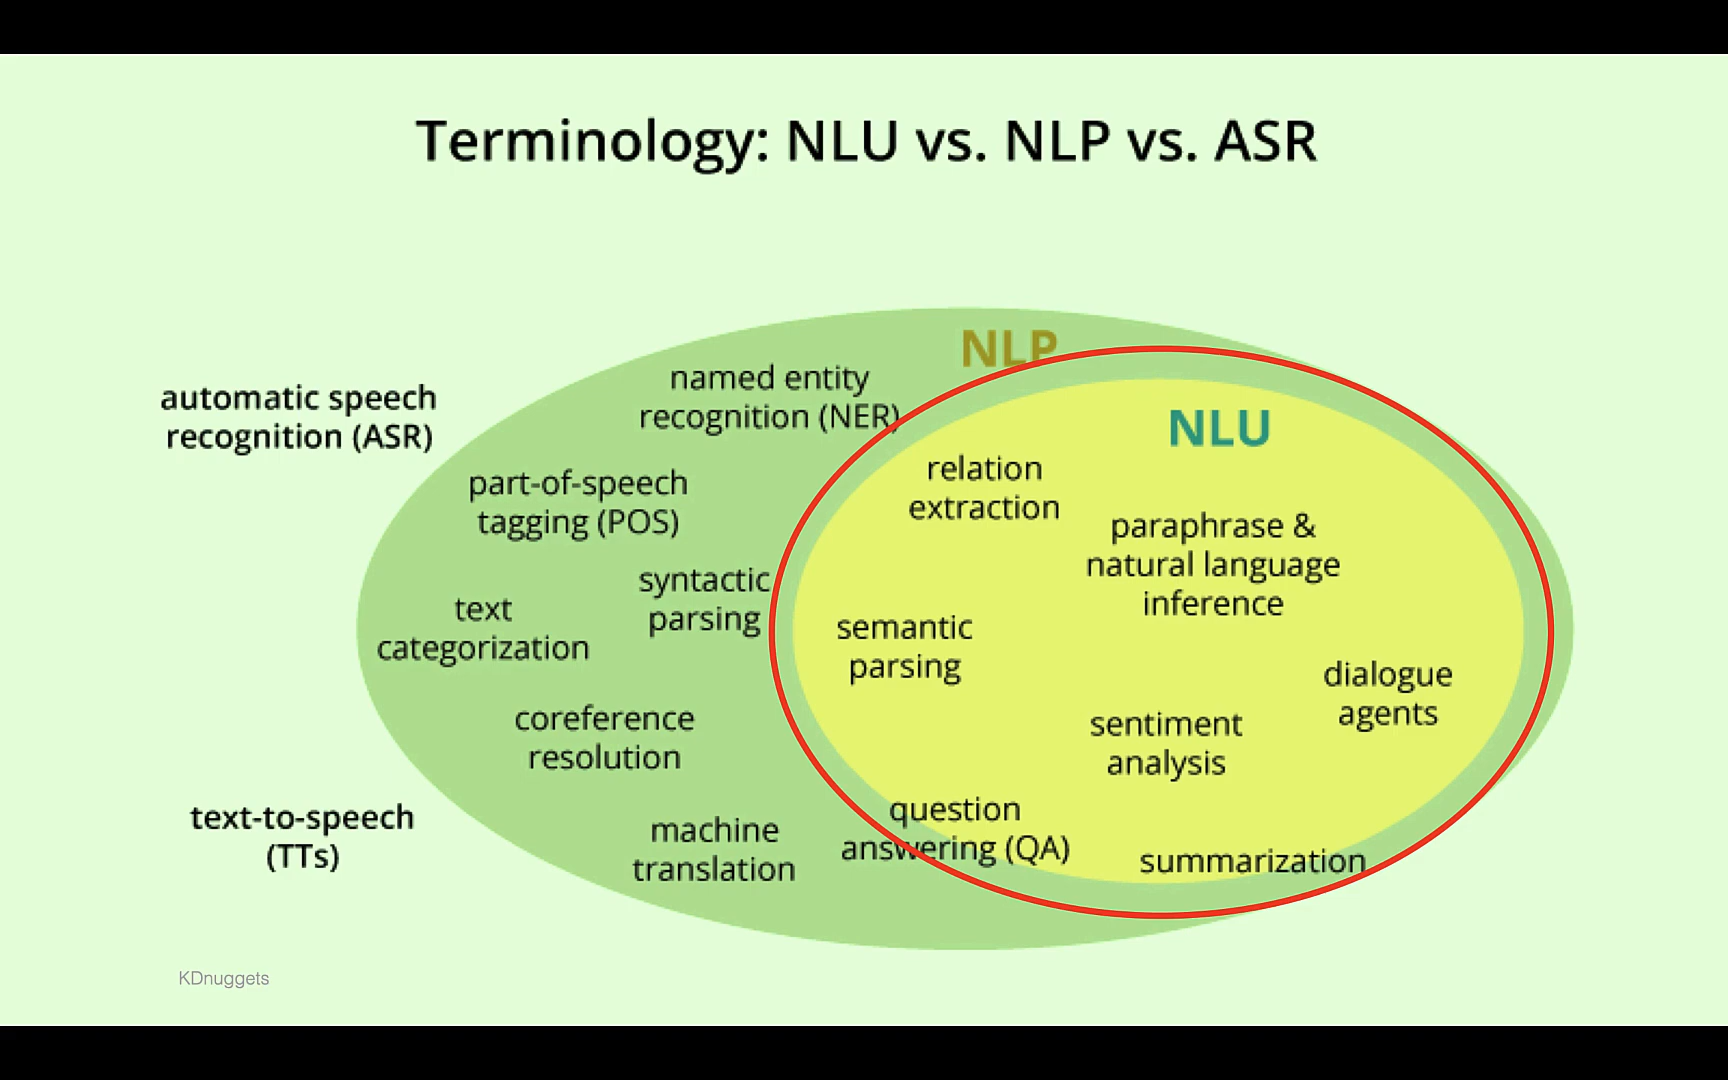 Terminology: NLU vs. NLP vs. ASR
NLP
named entity
recognition (NER)
automatic speech
recognition (ASR)
NLU
relation
extraction
part-of-speech
tagging (POS)
paraphrase &
natural language
inference
syntactic
parsing
text
categorization
semantic
parsing
dialogue
agents
coreference
resolution
sentiment
analysis
text-to-speech
(TTs)
machine
translation
question
answering (QA)
summarization
KDnuggets